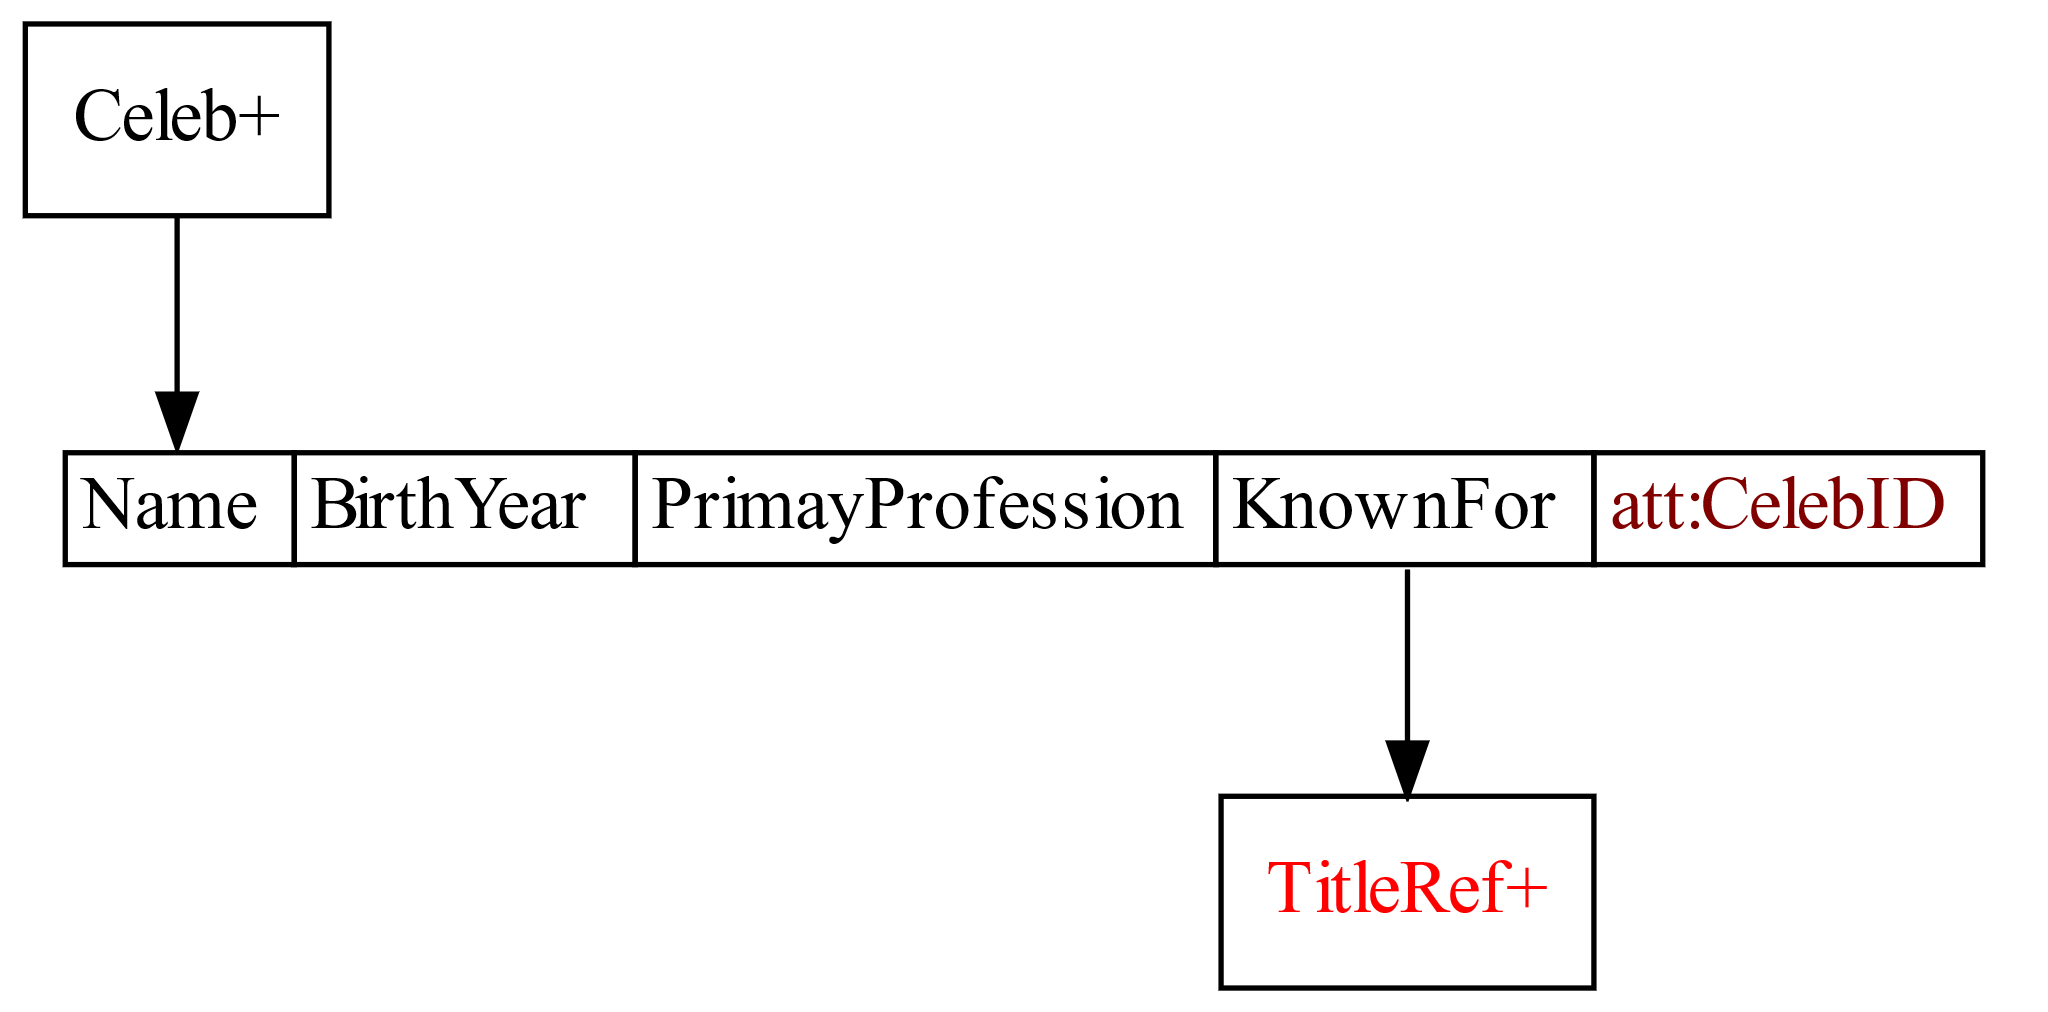 Celeb+
Name BirthYear PrimayProfession KnownFor att:CelebID
TitleRef+